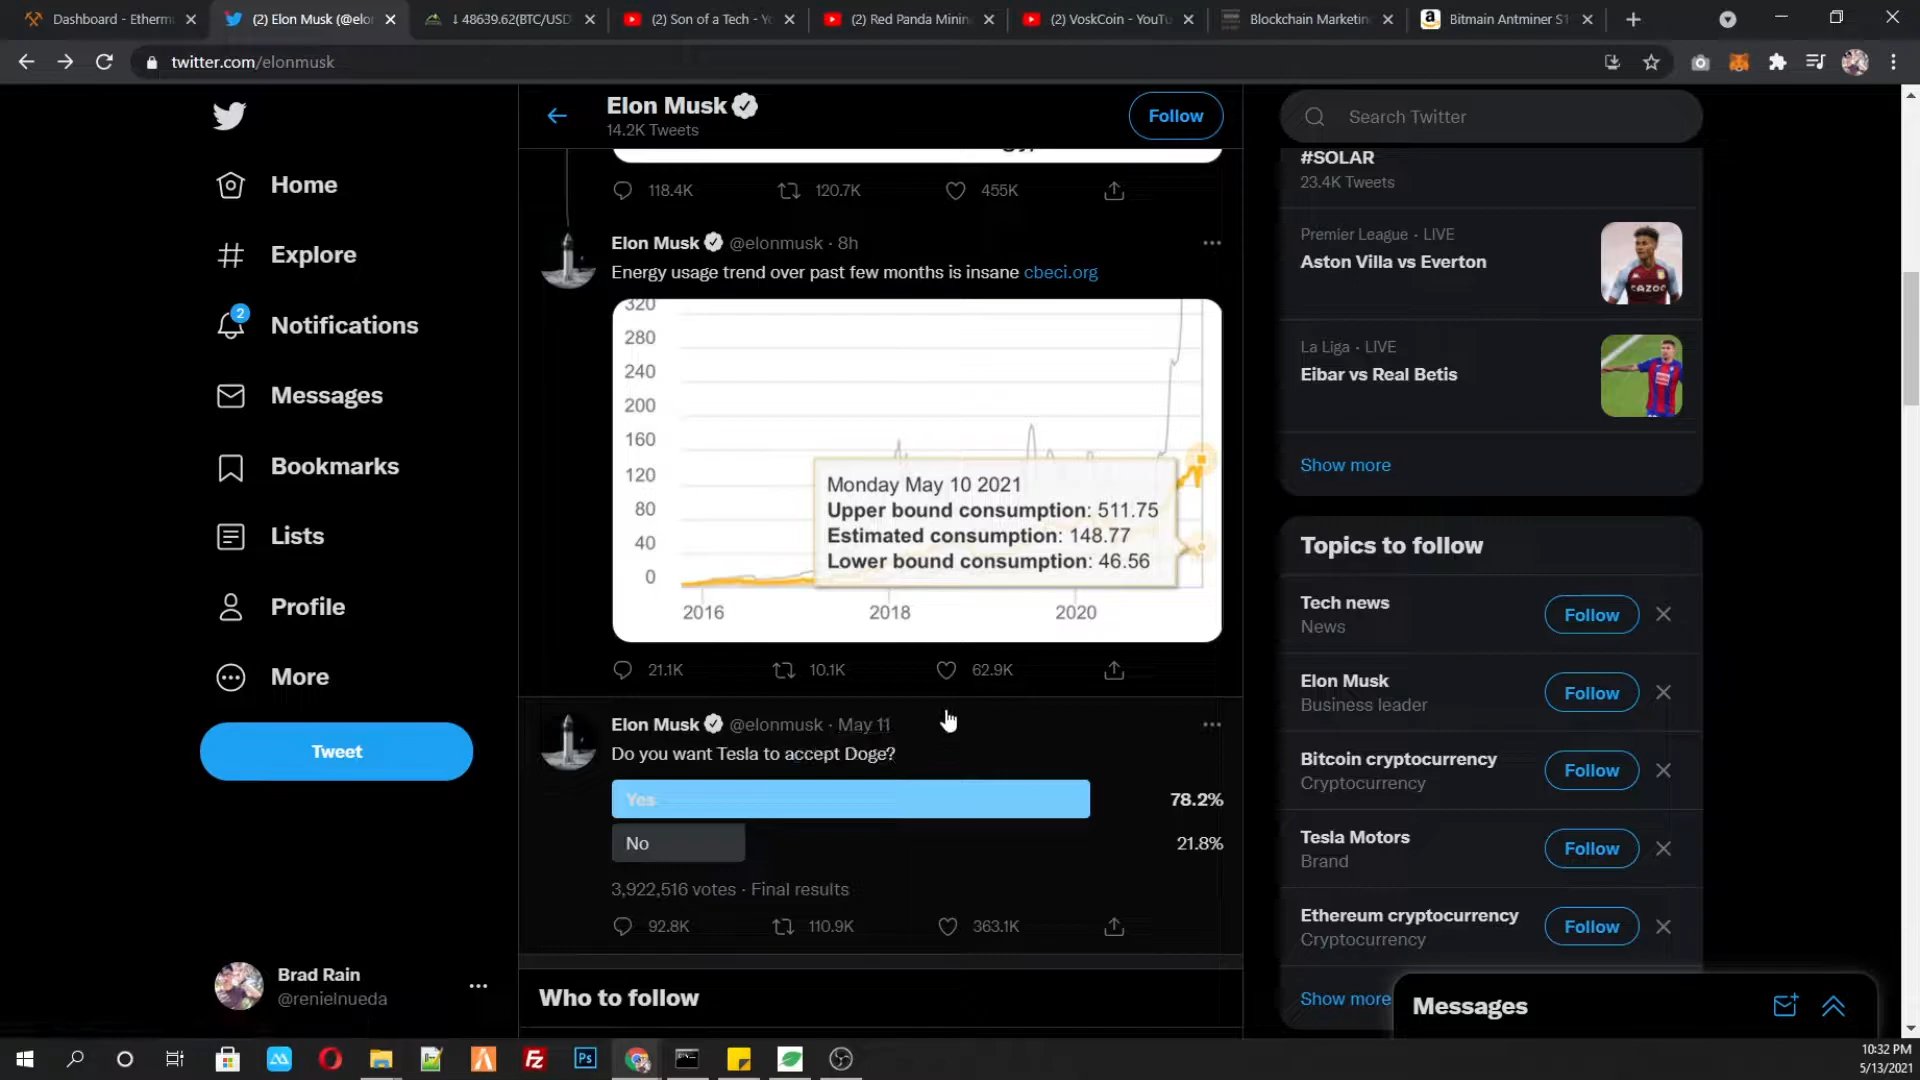 Dashboard - Etherm
(2) Elon Musk (@elo
↓ 48639.62(BTC/USD
(2) Son of a Tech - Yo
(2) Red Panda Minin
(2) VoskCoin - YouTu
Blockchain Marketin
Bitmain Antminer S1
twitter.com/elonmusk
Home
Explore
2
Notifications
Messages
Bookmarks
Lists
Profile
More
Tweet
Brad Rain
@renielnueda
Elon Musk
14.2K Tweets
Follow
118.4K 120.7K 455K
Elon Musk @elonmusk · 8h
Energy usage trend over past few months is insane cbeci.org
320
280
240
200
160
120
80
40
0
Monday May 10 2021
Upper bound consumption: 511.75
Estimated consumption: 148.77
Lower bound consumption: 46.56
2016 2018 2020
21.1K 10.1K 62.9K
Elon Musk @elonmusk · May 11
Do you want Tesla to accept Doge?
Yes 78.2%
No 21.8%
3,922,516 votes · Final results
92.8K 110.9K 363.1K
Who to follow
Search Twitter
#SOLAR
23.4K Tweets
Premier League · LIVE
Aston Villa vs Everton
CAZOO
La Liga · LIVE
Eibar vs Real Betis
Show more
Topics to follow
Tech news
News
Follow
Elon Musk
Business leader
Follow
Bitcoin cryptocurrency
Cryptocurrency
Follow
Tesla Motors
Brand
Follow
Ethereum cryptocurrency
Cryptocurrency
Follow
Show more
Messages
Fz
Ps
10:32 PM
5/13/2021